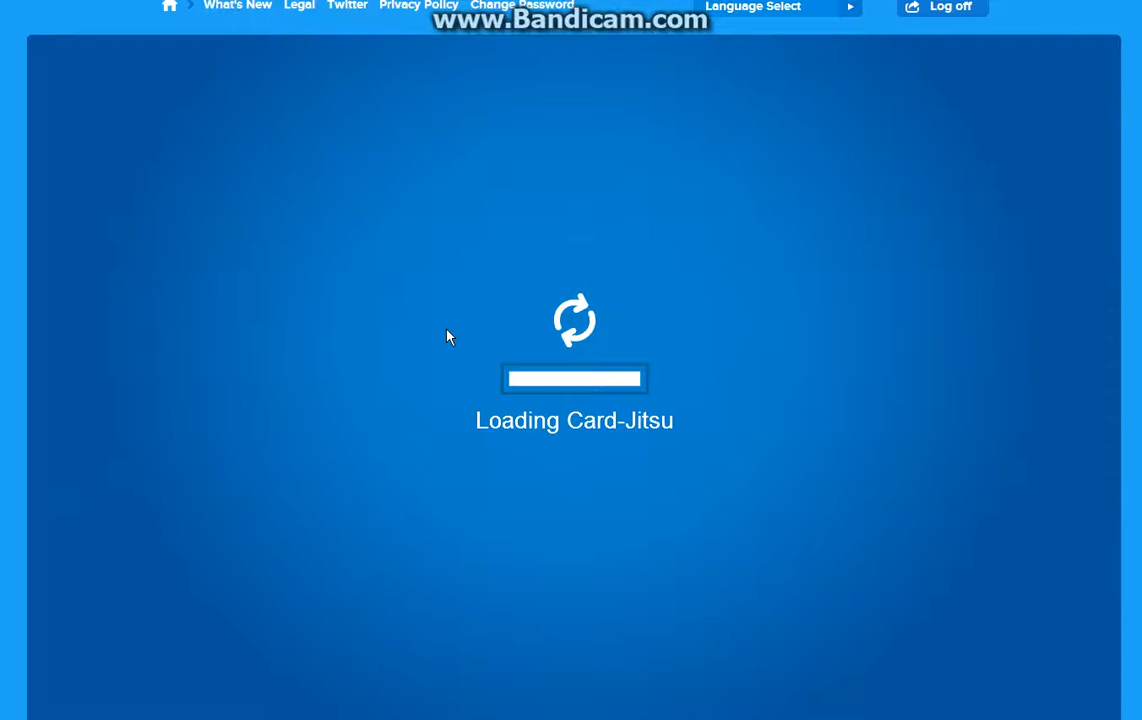 What's New Legal Twitter Privacy Policy Change Password Language Select Log off
www.Bandicam.com
Loading Card-Jitsu